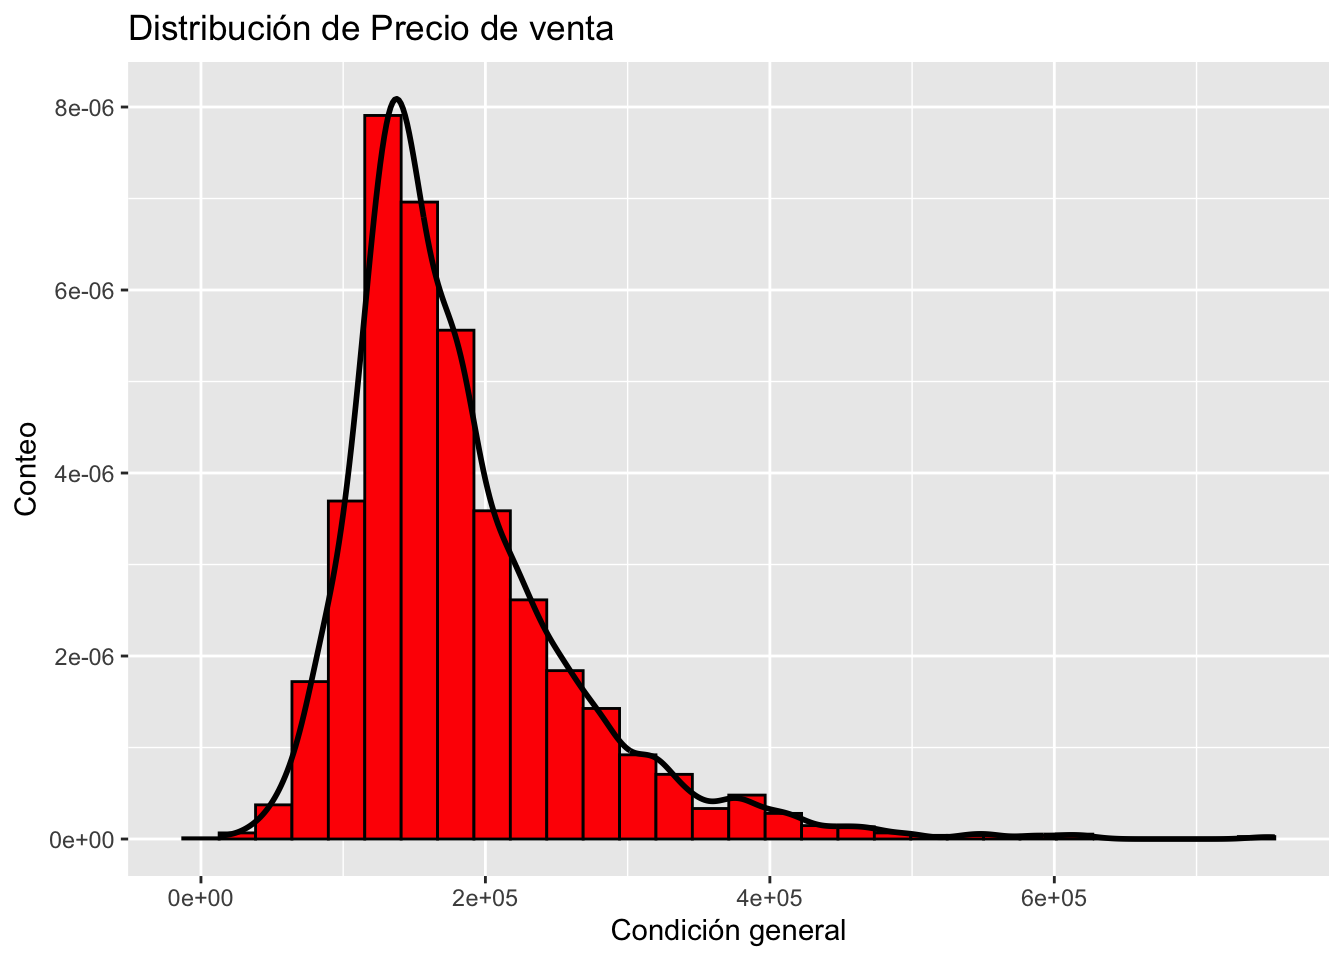 Distribución de Precio de venta
8e-06
6e-06
4e-06
2e-06
0e+00
Conteo
0e+00 2e+05 4e+05 6e+05
Condición general